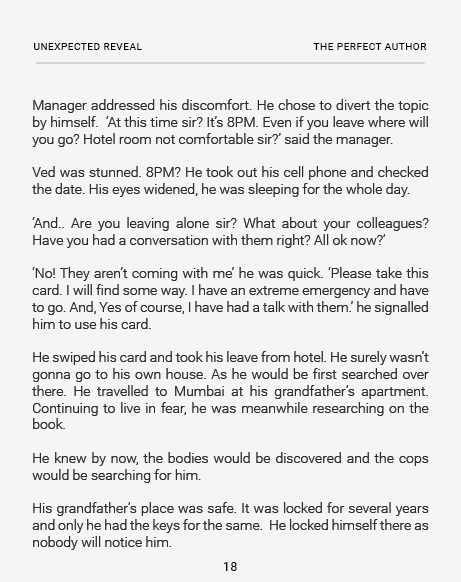 UNEXPECTED REVEAL THE PERFECT AUTHOR
Manager addressed his discomfort. He chose to divert the topic
by himself.  ‘At this time sir? It’s 8PM. Even if you leave where will
you go? Hotel room not comfortable sir?’ said the manager.
Ved was stunned. 8PM? He took out his cell phone and checked
the date. His eyes widened, he was sleeping for the whole day.
‘And.. Are you leaving alone sir? What about your colleagues?
Have you had a conversation with them right? All ok now?’
‘No! They aren’t coming with me’ he was quick. ‘Please take this
card. I will find some way. I have an extreme emergency and have
to go. And, Yes of course, I have had a talk with them.’ he signalled
him to use his card.
He swiped his card and took his leave from hotel. He surely wasn’t
gonna go to his own house. As he would be first searched over
there. He travelled to Mumbai at his grandfather’s apartment.
Continuing to live in fear, he was meanwhile researching on the
book.
He knew by now, the bodies would be discovered and the cops
would be searching for him.
His grandfather’s place was safe. It was locked for several years
and only he had the keys for the same.  He locked himself there as
nobody will notice him.
18